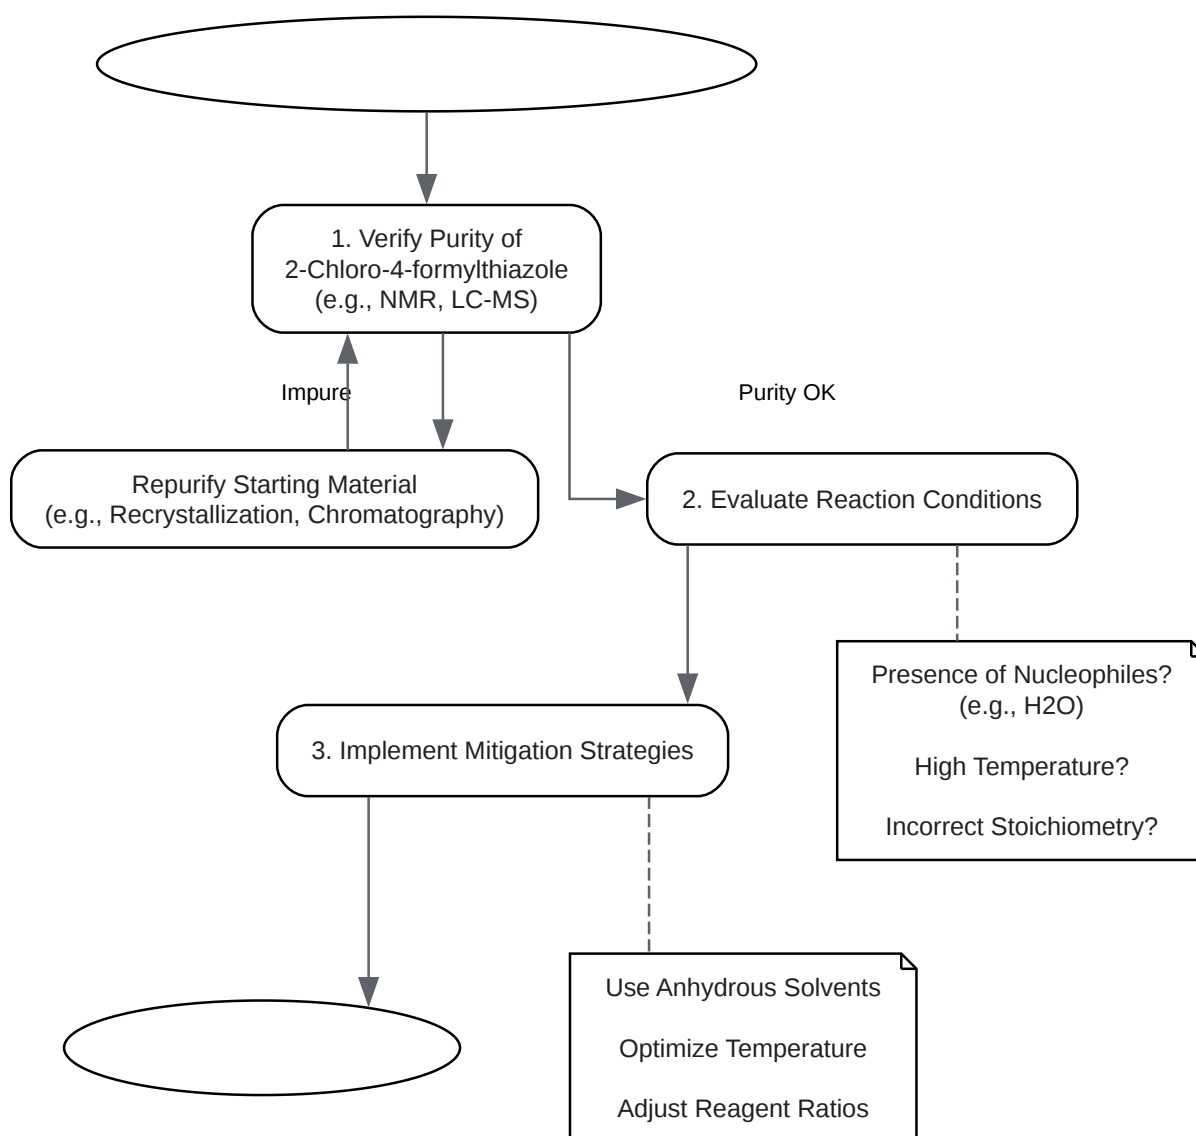 1. Verify Purity of
2-Chloro-4-formylthiazole
(e.g., NMR, LC-MS)
Impure
Purity OK
Repurify Starting Material
(e.g., Recrystallization, Chromatography)
2. Evaluate Reaction Conditions
Presence of Nucleophiles?
(e.g., H2O)
High Temperature?
Incorrect Stoichiometry?
3. Implement Mitigation Strategies
Use Anhydrous Solvents
Optimize Temperature
Adjust Reagent Ratios